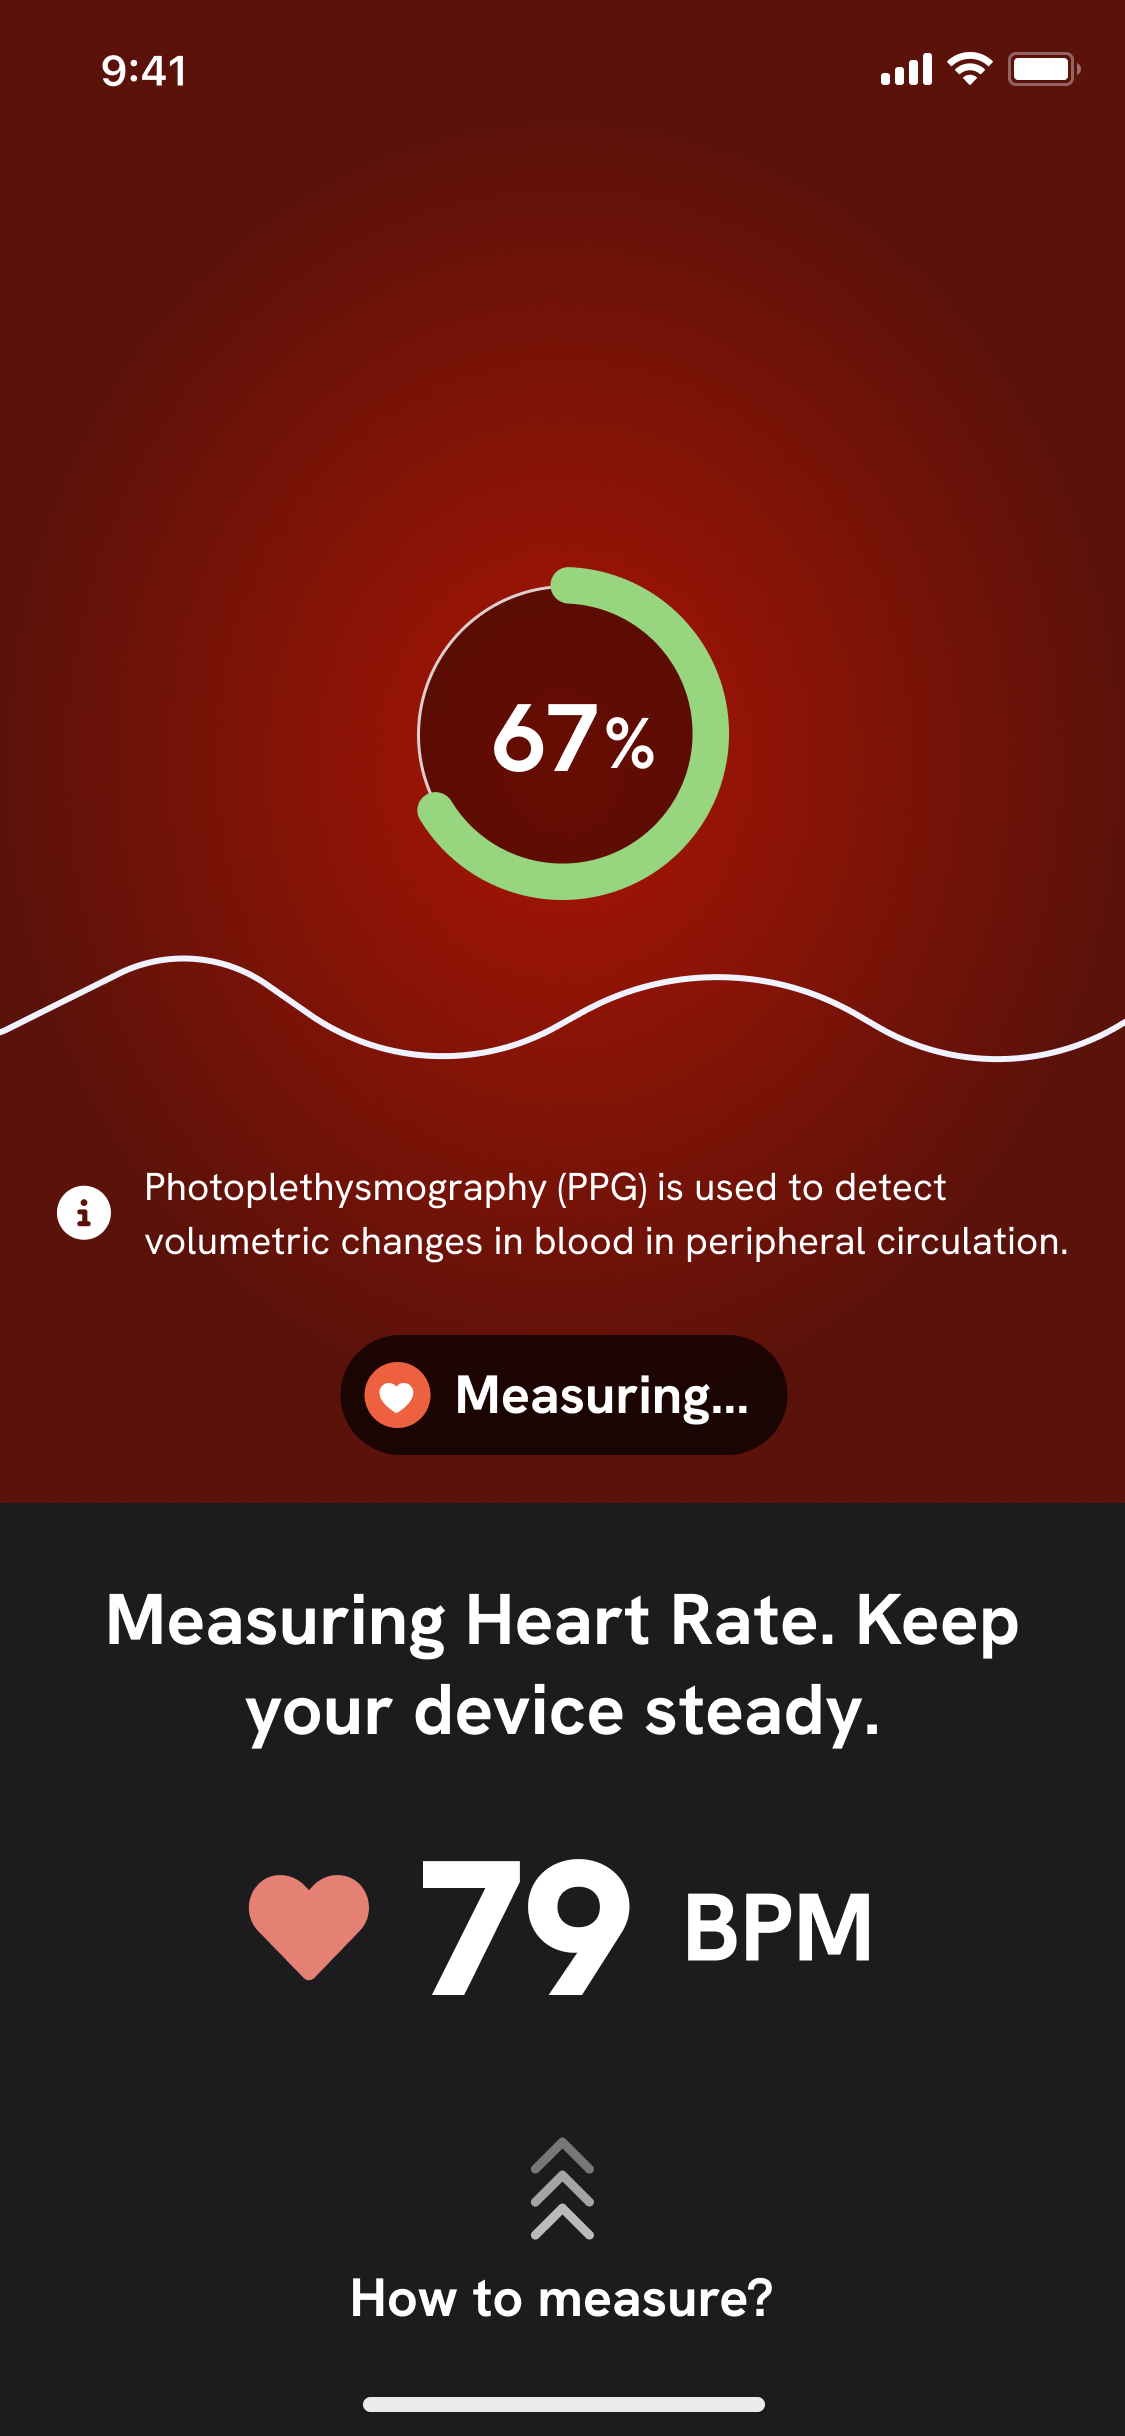 9:41
67%
Photoplethysmography (PPG) is used to detect
volumetric changes in blood in peripheral circulation.
Measuring...
Measuring Heart Rate. Keep
your device steady.
79 BPM
How to measure?